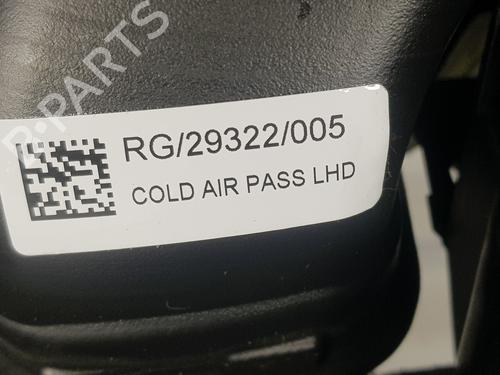 B-PARTS
RG/29322/005
COLD AIR PASS LHD